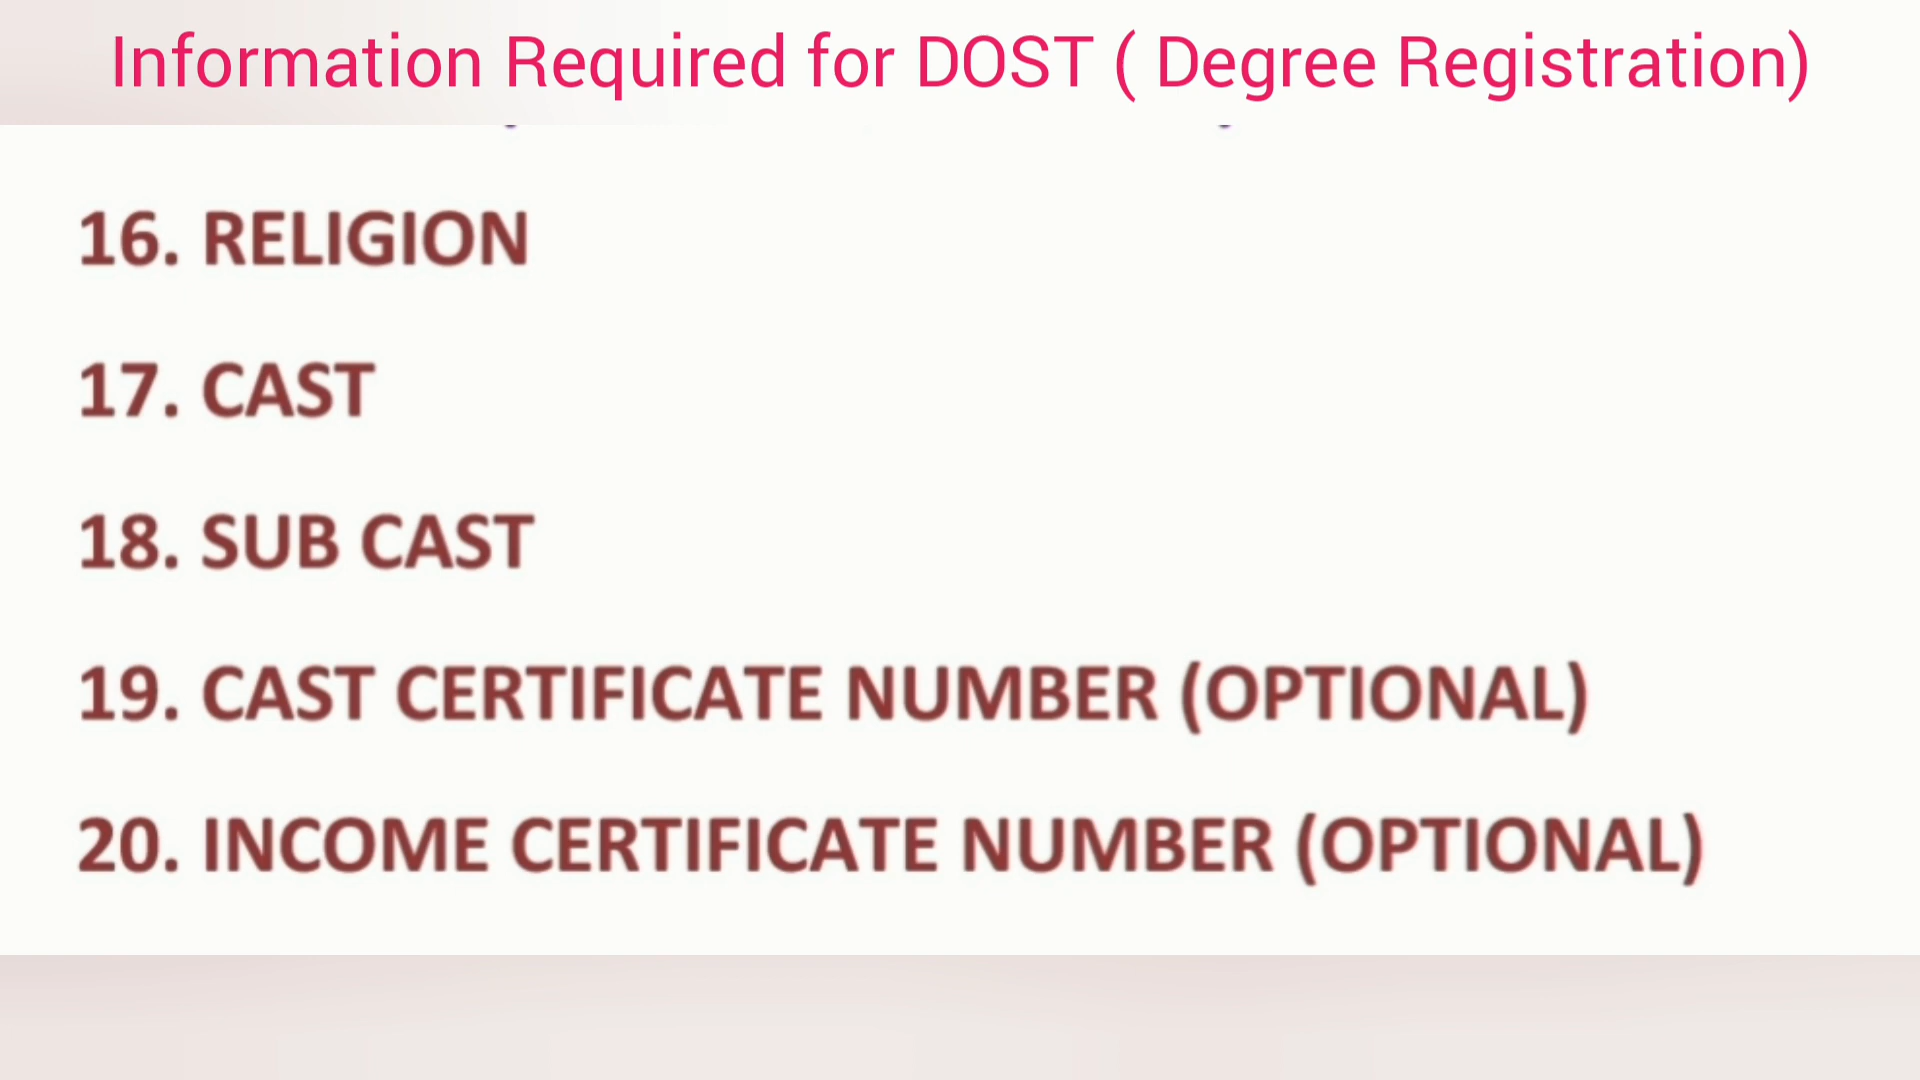 Information Required for DOST ( Degree Registration)
16. RELIGION
17. CAST
18. SUB CAST
19. CAST CERTIFICATE NUMBER (OPTIONAL)
20. INCOME CERTIFICATE NUMBER (OPTIONAL)